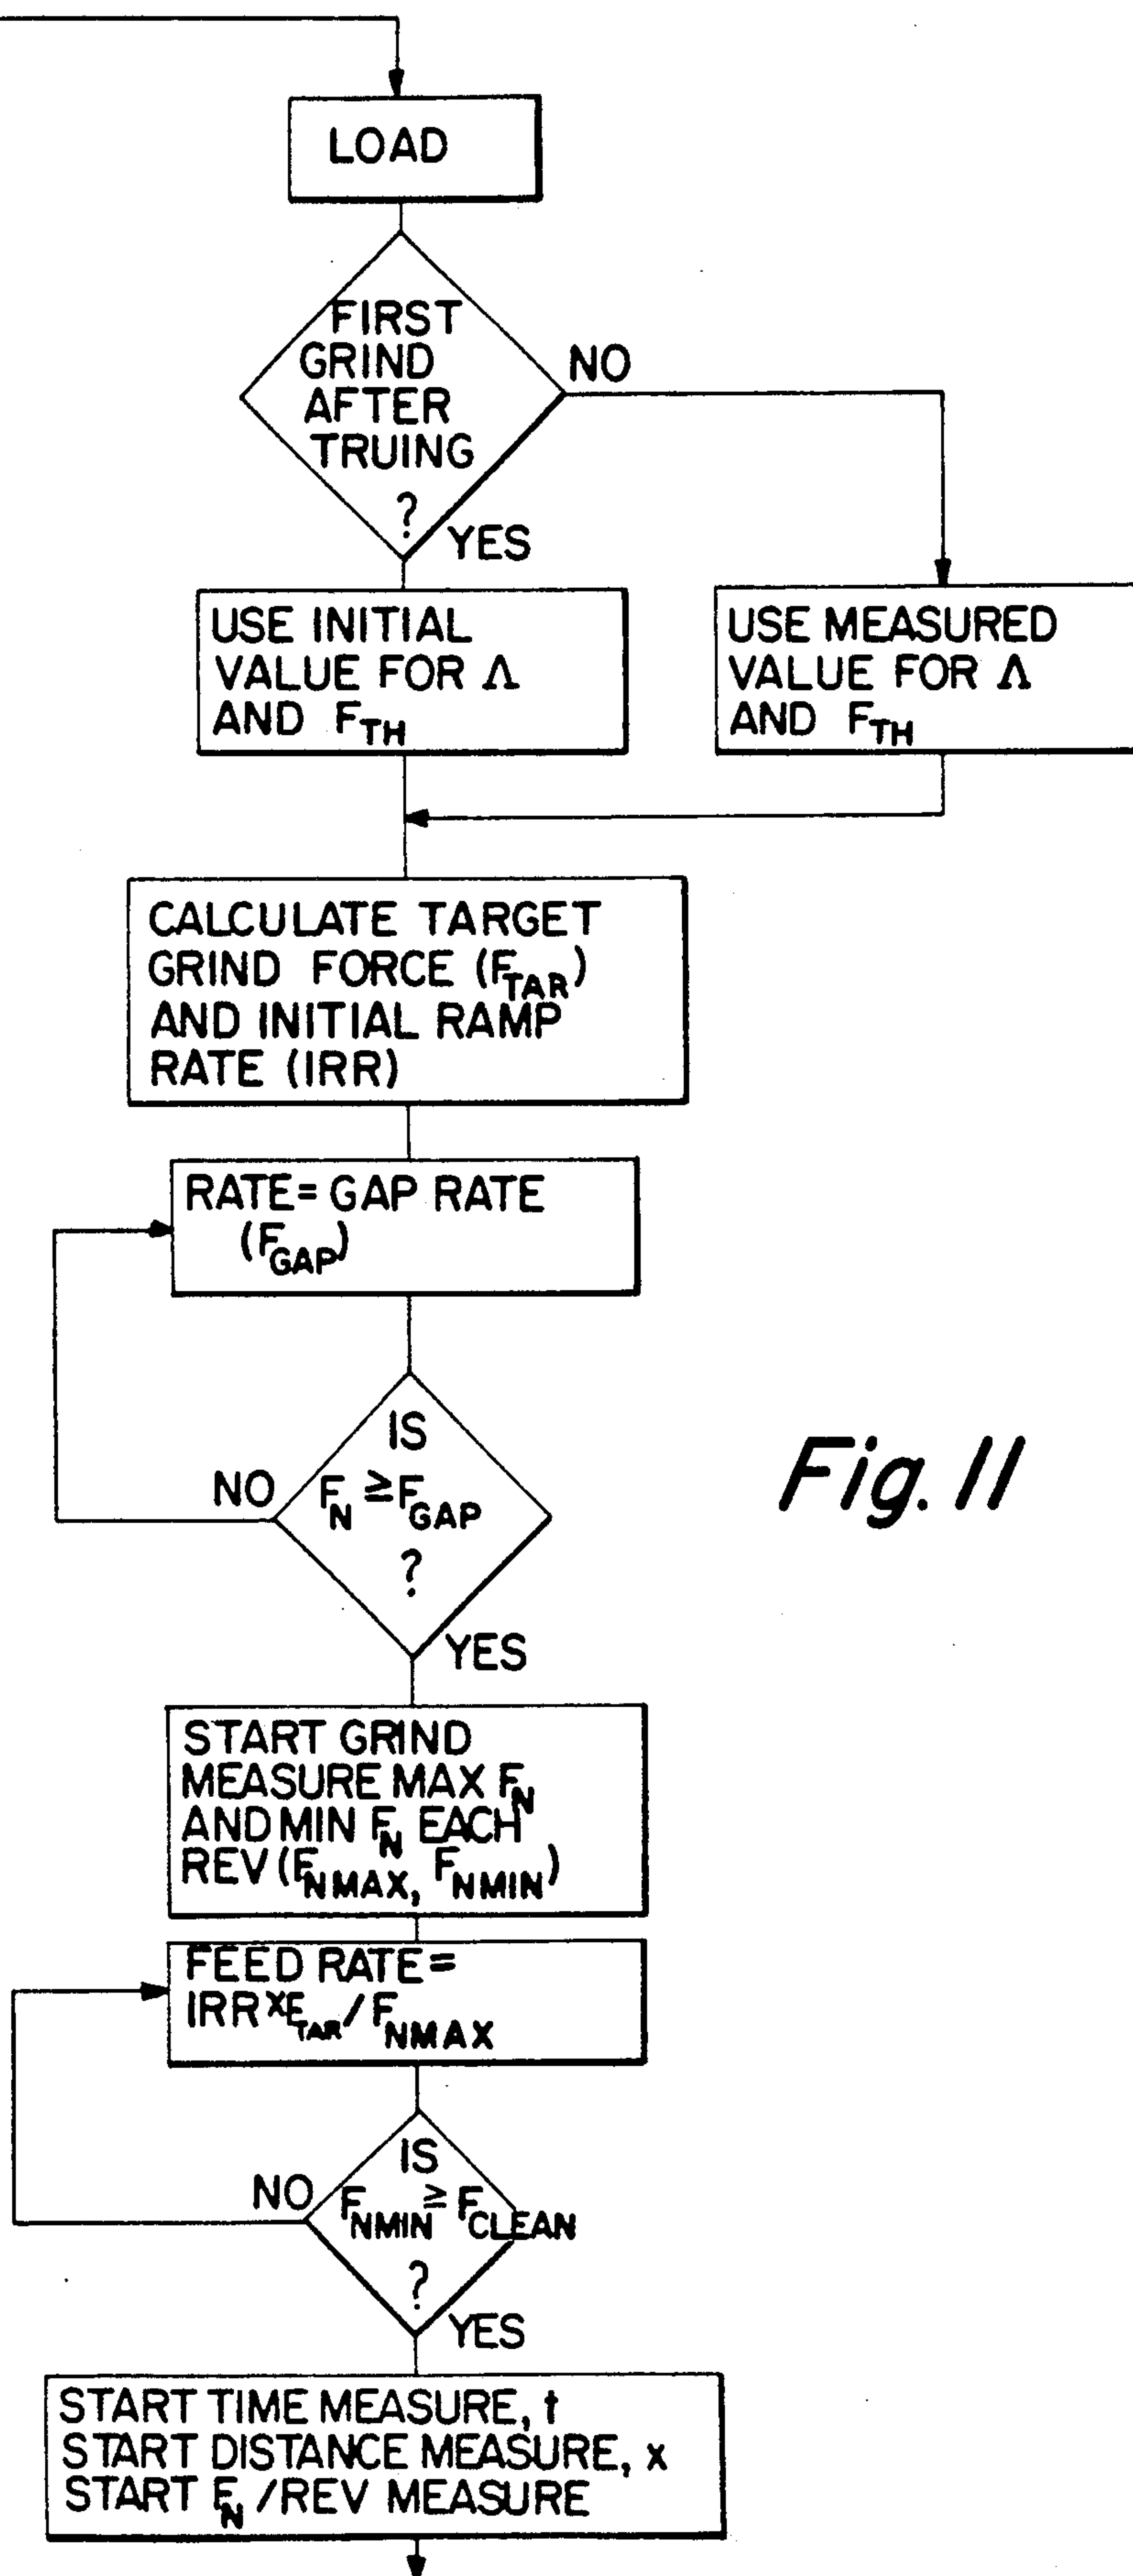 LOAD
FIRST
GRIND
AFTER
TRUING
?
NO
YES
USE INITIAL
VALUE FOR Λ
AND F_TH
USE MEASURED
VALUE FOR Λ
AND F_TH
CALCULATE TARGET
GRIND FORCE (F_TAR)
AND INITIAL RAMP
RATE (IRR)
RATE = GAP RATE
(F_GAP)
IS
F_N ≥ F_GAP
?
NO
YES
Fig. 11
START GRIND
MEASURE MAX F_N
AND MIN F_N EACH
REV (F_NMAX, F_NMIN)
FEED RATE =
IRR x F_TAR / F_NMAX
IS
F_NMIN ≥ F_CLEAN
?
NO
YES
START TIME MEASURE, t
START DISTANCE MEASURE, x
START F_N /REV MEASURE